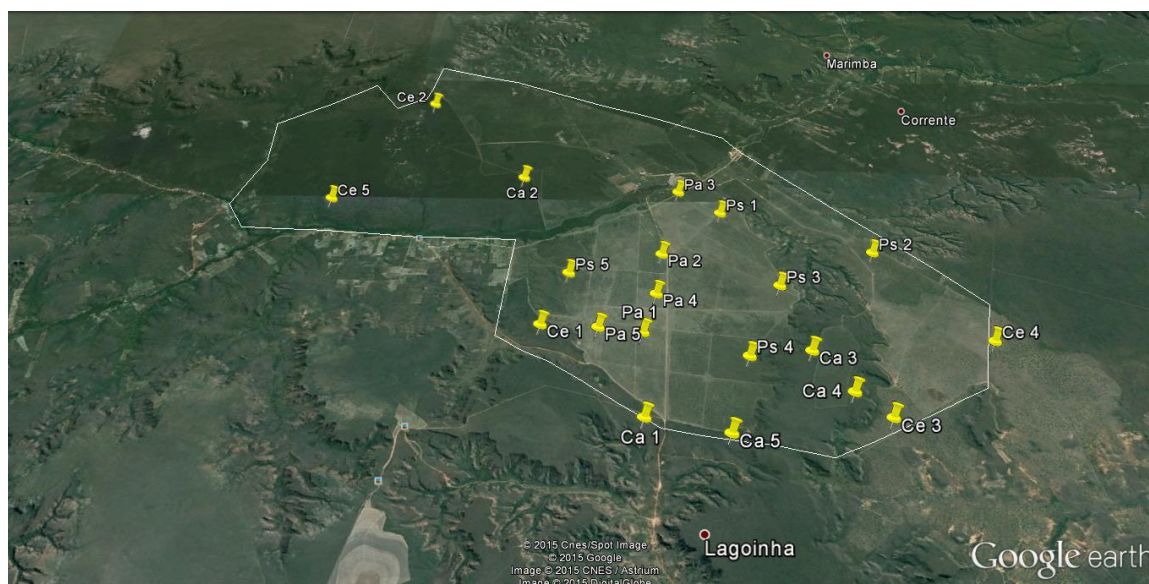 Marimba
Ce 2
Corrente
Ca 2
Pa 3
Ce 5
Ps 1
Ps 2
Pa 2
Ps 5
Ps 3
Pa 4
Pa 1
Ce 1
Pa 5
Ce 4
Ps 4
Ca 3
Ca 4
Ce 3
Ca 1
Ca 5
Lagoinha
© 2015 Cnes/Spot Image
© 2015 Google
Image © 2015 CNES / Astrium
Image © 2015 DigitalGlobe
Google earth